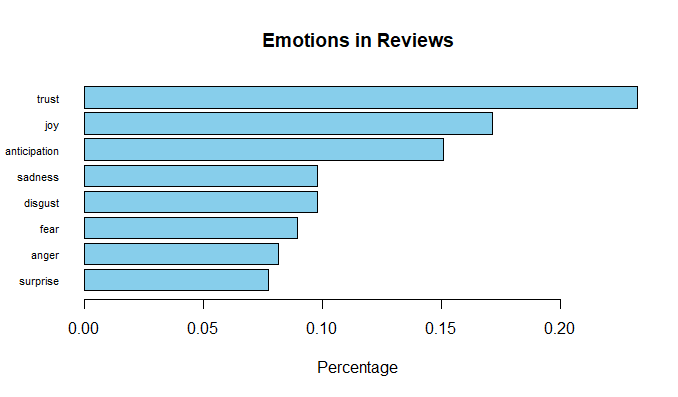 Emotions in Reviews
trust
joy
anticipation
sadness
disgust
fear
anger
surprise
0.00 0.05 0.10 0.15 0.20
Percentage